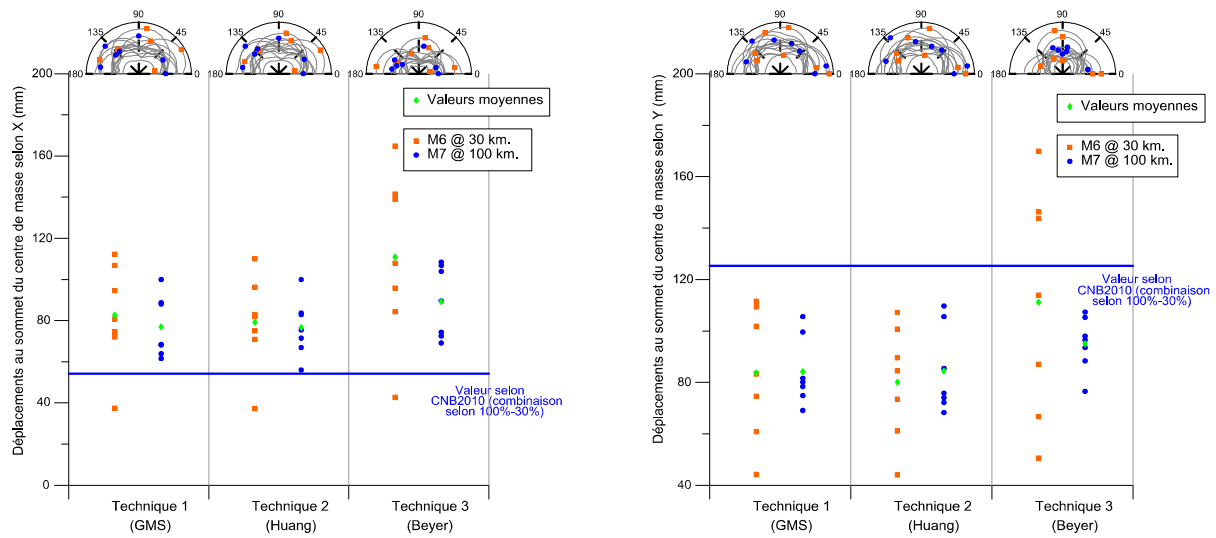 90
135
45
180
0
90
135
45
180
0
90
135
45
180
0
200
160
120
80
40
0
Déplacements au sommet du centre de masse selon X (mm)
Valeurs moyennes
M6 @ 30 km.
M7 @ 100 km.
Valeur selon
CNB2010 (combinaison
selon 100%-30%)
Technique 1
(GMS)
Technique 2
(Huang)
Technique 3
(Beyer)
90
135
45
180
0
90
135
45
180
0
90
135
45
180
0
200
160
120
80
40
Déplacements au sommet du centre de masse selon Y (mm)
Valeurs moyennes
M6 @ 30 km.
M7 @ 100 km.
Valeur selon
CNB2010 (combinaison
selon 100%-30%)
Technique 1
(GMS)
Technique 2
(Huang)
Technique 3
(Beyer)